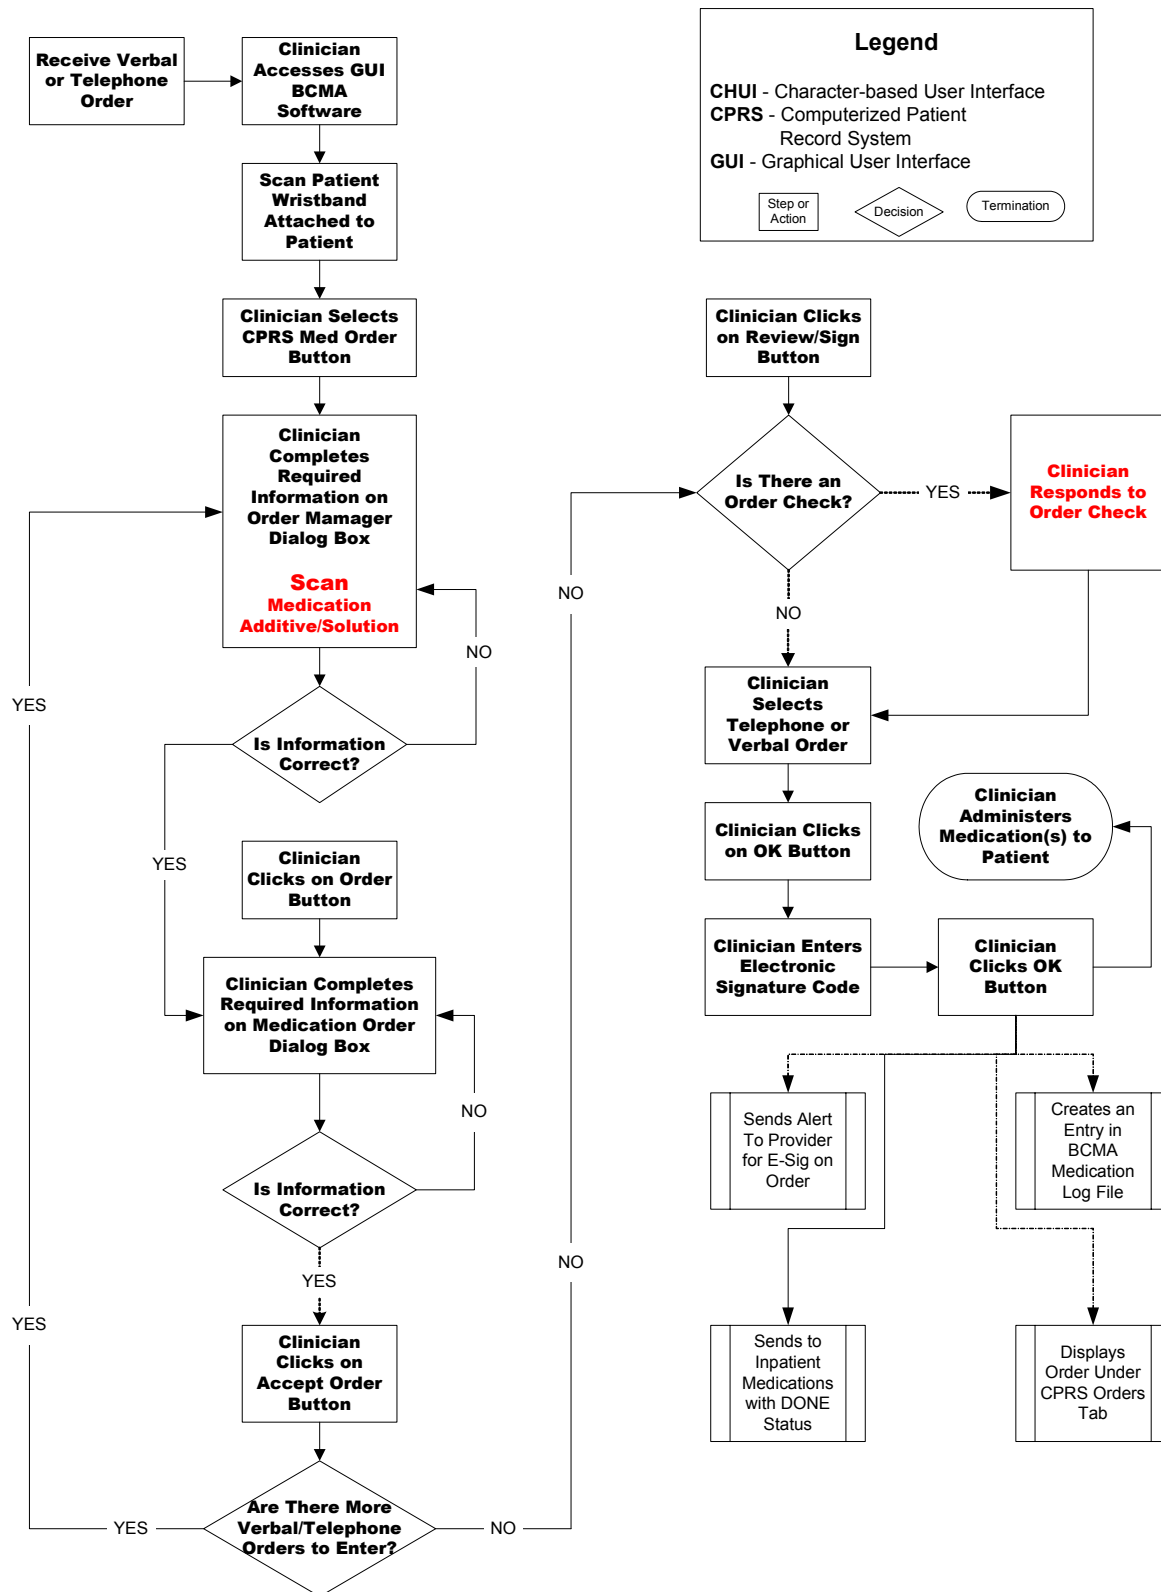 Receive Verbal
or Telephone
Order
Clinician
Accesses GUI
BCMA
Software
Scan Patient
Wristband
Attached to
Patient
Clinician Selects
CPRS Med Order
Button
Clinician
Completes
Required
Information on
Order Mamager
Dialog Box
Scan
Medication
Additive/Solution
NO
Is Information
Correct?
YES
YES
Clinician
Clicks on Order
Button
Clinician Completes
Required Information
on Medication Order
Dialog Box
NO
Is Information
Correct?
YES
YES
Clinician
Clicks on
Accept Order
Button
Are There More
Verbal/Telephone
Orders to Enter?
YES
NO
NO
NO
Legend
CHUI - Character-based User Interface
CPRS - Computerized Patient
Record System
GUI - Graphical User Interface
Step or
Action
Decision
Termination
Clinician Clicks
on Review/Sign
Button
Is There an
Order Check?
YES
Clinician
Responds to
Order Check
NO
Clinician
Selects
Telephone or
Verbal Order
Clinician Clicks
on OK Button
Clinician
Administers
Medication(s) to
Patient
Clinician Enters
Electronic
Signature Code
Clinician
Clicks OK
Button
Sends Alert
To Provider
for E-Sig on
Order
Creates an
Entry in
BCMA
Medication
Log File
Sends to
Inpatient
Medications
with DONE
Status
Displays
Order Under
CPRS Orders
Tab